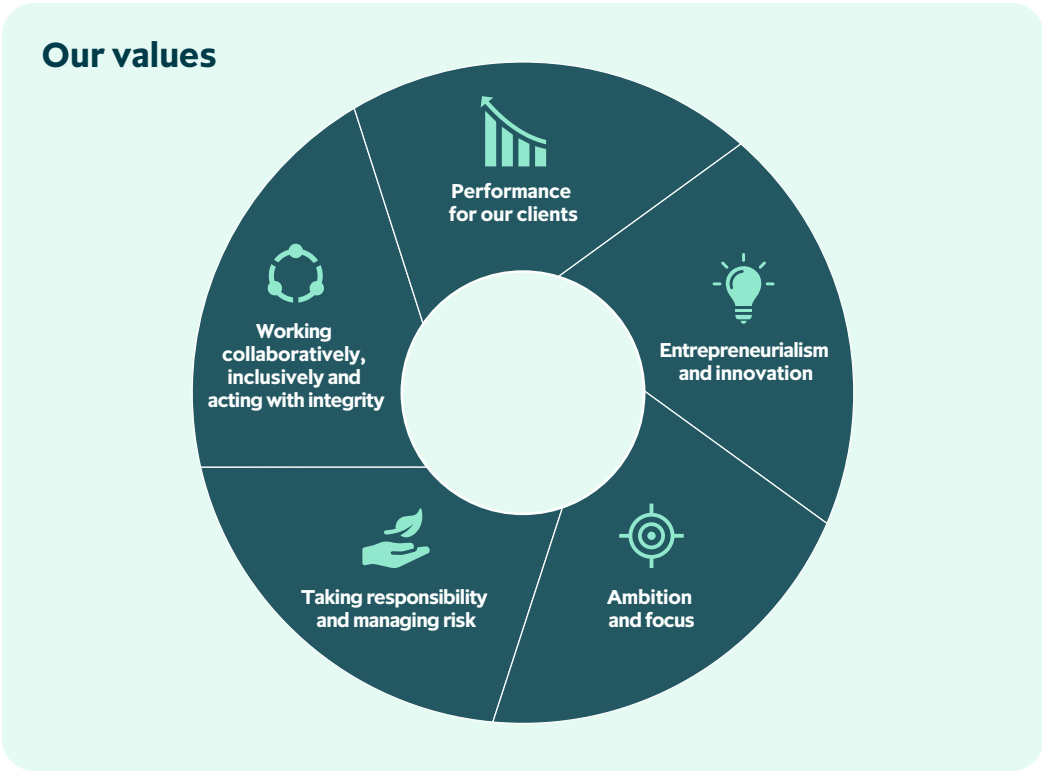 Our values
Performance
for our clients
Entrepreneurialism
and innovation
Ambition
and focus
Taking responsibility
and managing risk
Working
collaboratively,
inclusively and
acting with integrity